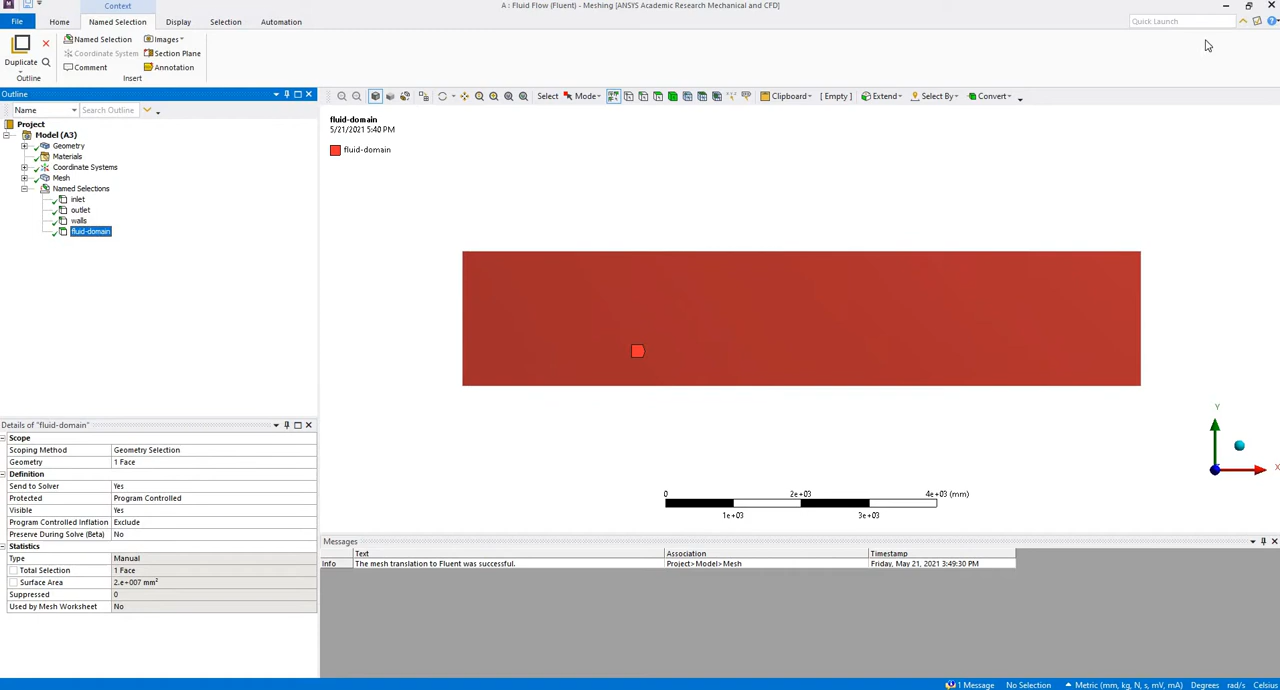 Context
A : Fluid Flow (Fluent) - Meshing [ANSYS Academic Research Mechanical and CFD]
File Home Named Selection Display Selection Automation
Quick Launch
Duplicate
Outline
Named Selection Images
Coordinate System Section Plane
Comment Annotation
Insert
Outline
Name Search Outline
Select Mode Clipboard [ Empty ] Extend Select By Convert
Project
Model (A3)
Geometry
Materials
Coordinate Systems
Mesh
Named Selections
inlet
outlet
walls
fluid-domain
fluid-domain
5/21/2021 5:40 PM
fluid-domain
Y
X
0 2e+03 4e+03 (mm)
1e+03 3e+03
Details of "fluid-domain"
Scope
Scoping Method Geometry Selection
Geometry 1 Face
Definition
Send to Solver Yes
Protected Program Controlled
Visible Yes
Program Controlled Inflation Exclude
Preserve During Solve (Beta) No
Statistics
Type Manual
Total Selection 1 Face
Surface Area 2.e+007 mm²
Suppressed 0
Used by Mesh Worksheet No
Messages
Text Association Timestamp
Info The mesh translation to Fluent was successful. Project>Model>Mesh Friday, May 21, 2021 3:49:30 PM
1 Message No Selection Metric (mm, kg, N, s, mV, mA) Degrees rad/s Celsius